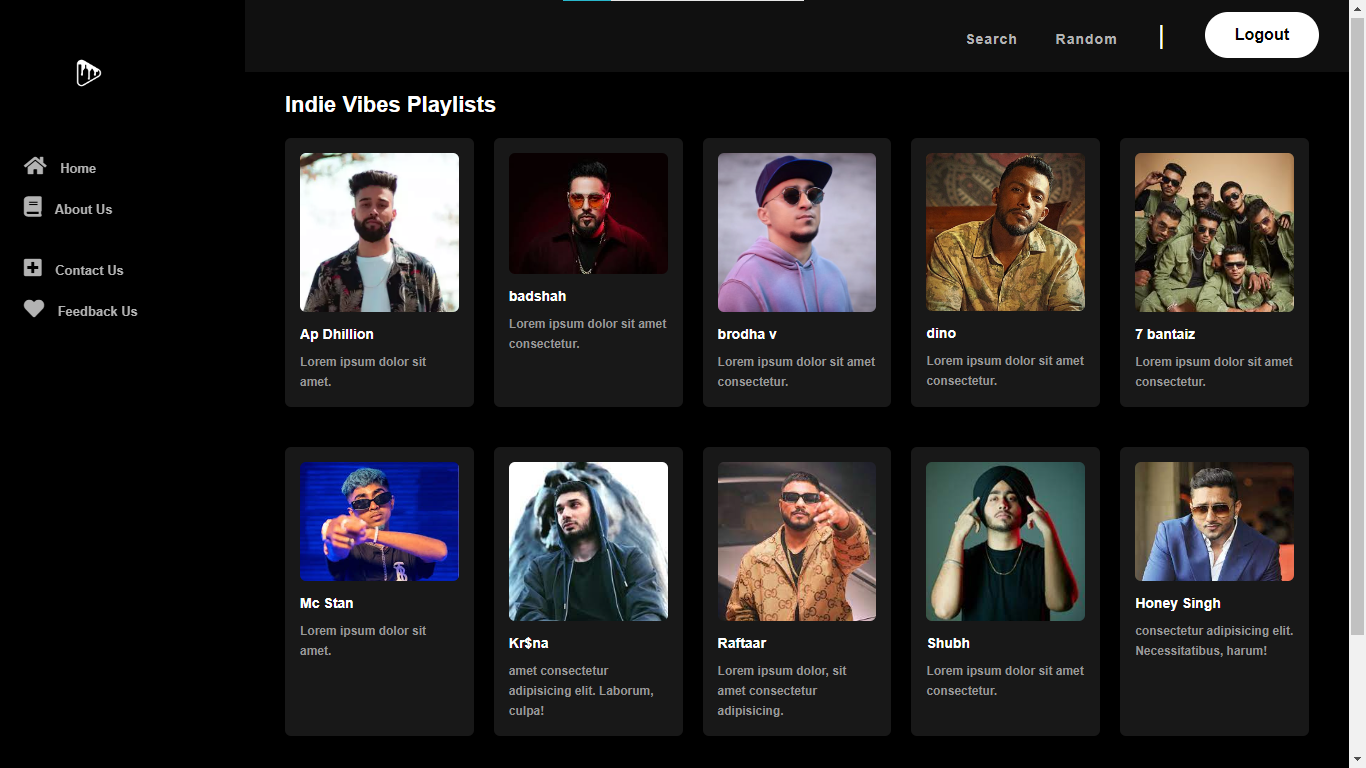 Search
Random
|
Logout
Home
About Us
Contact Us
Feedback Us
Indie Vibes Playlists
Ap Dhillion
Lorem ipsum dolor sit
amet.
badshah
Lorem ipsum dolor sit amet
consectetur.
brodha v
Lorem ipsum dolor sit amet
consectetur.
dino
Lorem ipsum dolor sit amet
consectetur.
7 bantaiz
Lorem ipsum dolor sit amet
consectetur.
Mc Stan
Lorem ipsum dolor sit
amet.
Kr$na
amet consectetur
adipisicing elit. Laborum,
culpa!
Raftaar
Lorem ipsum dolor, sit
amet consectetur
adipisicing.
Shubh
Lorem ipsum dolor sit amet
consectetur.
Honey Singh
consectetur adipisicing elit.
Necessitatibus, harum!